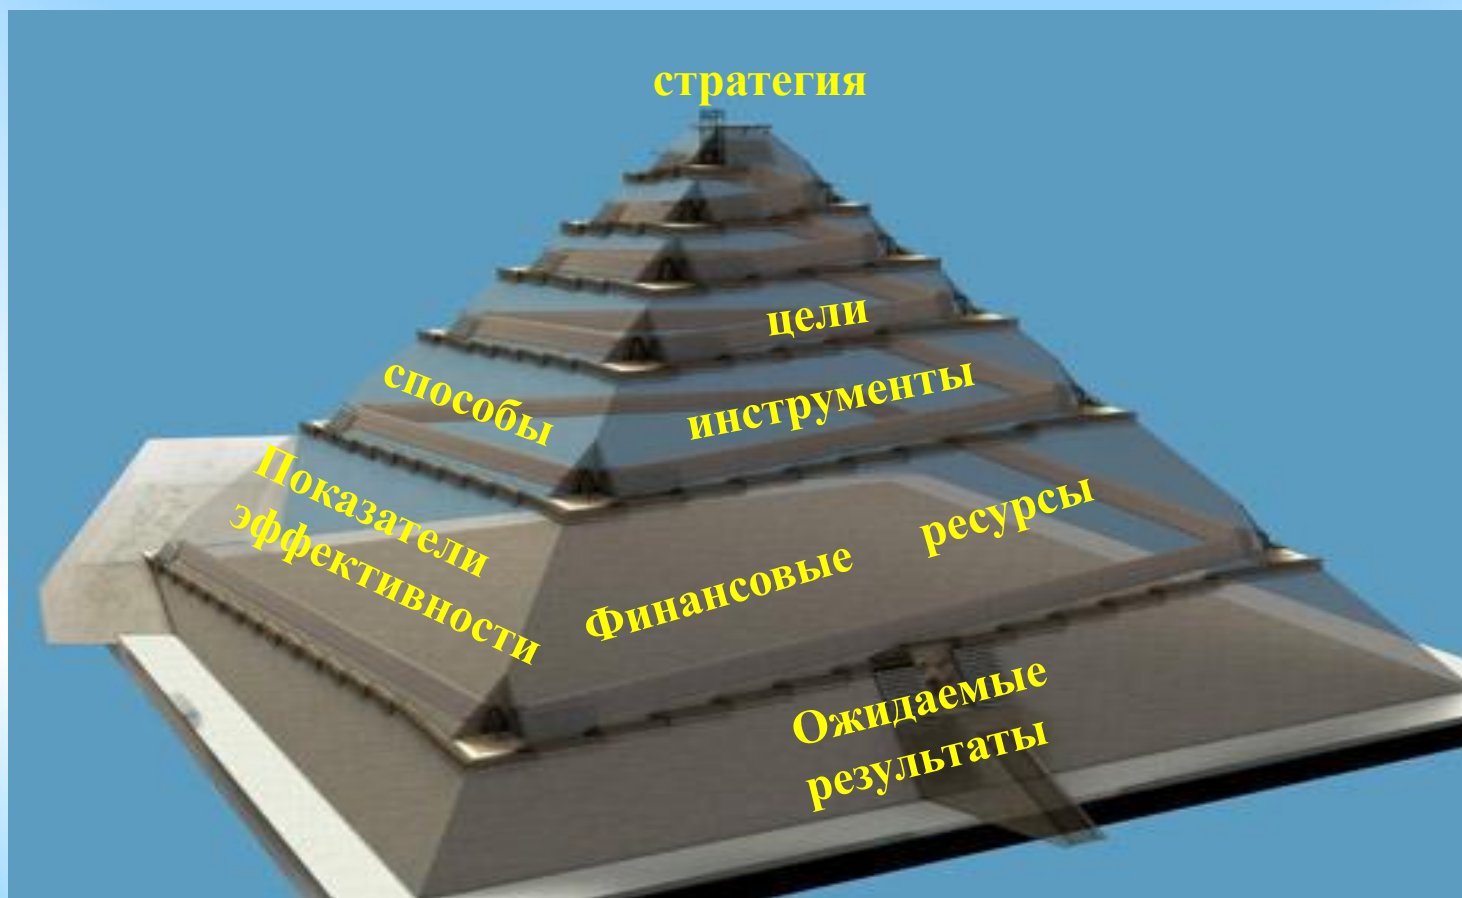 стратегия
цели
способы
инструменты
Показатели
эффективности
Финансовые ресурсы
Ожидаемые
результаты